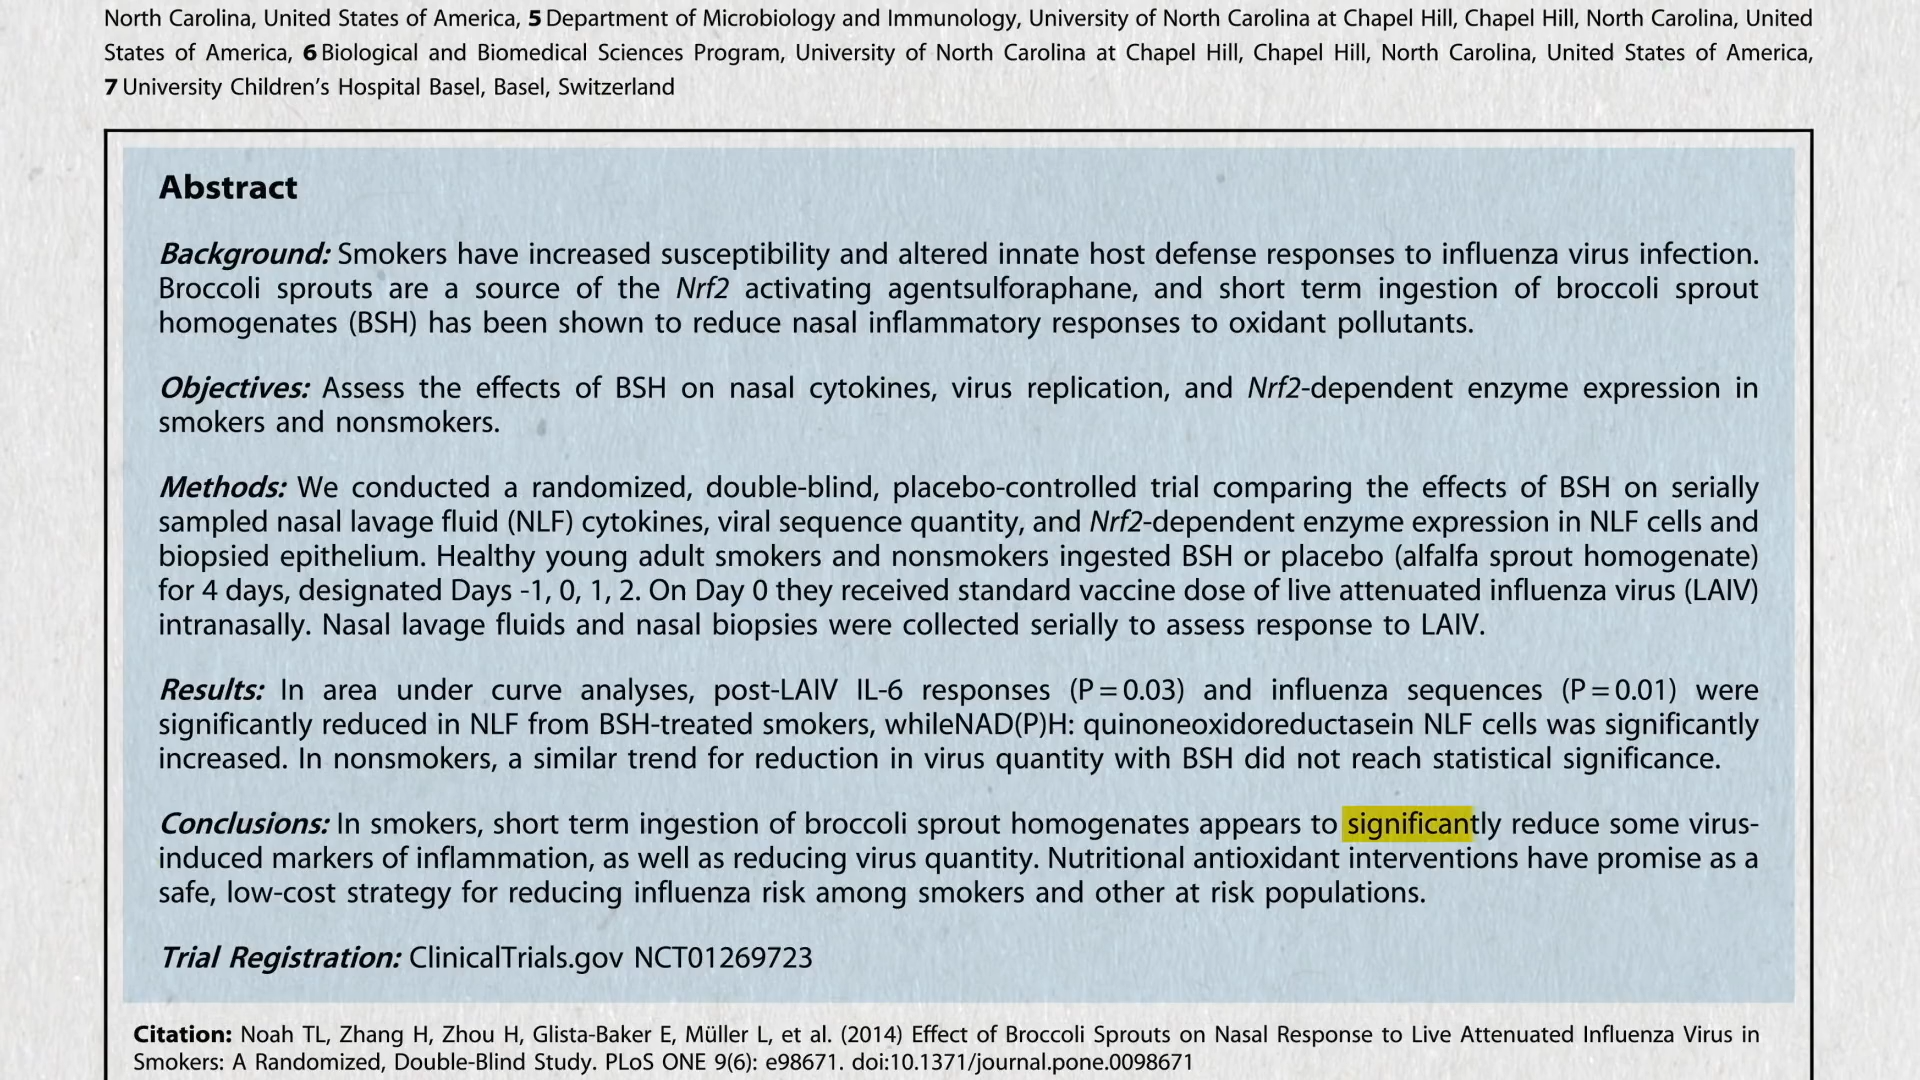 North Carolina, United States of America, 5 Department of Microbiology and Immunology, University of North Carolina at Chapel Hill, Chapel Hill, North Carolina, United
States of America, 6 Biological and Biomedical Sciences Program, University of North Carolina at Chapel Hill, Chapel Hill, North Carolina, United States of America,
7 University Children's Hospital Basel, Basel, Switzerland
Abstract
Background: Smokers have increased susceptibility and altered innate host defense responses to influenza virus infection.
Broccoli sprouts are a source of the Nrf2 activating agentsulforaphane, and short term ingestion of broccoli sprout
homogenates (BSH) has been shown to reduce nasal inflammatory responses to oxidant pollutants.
Objectives: Assess the effects of BSH on nasal cytokines, virus replication, and Nrf2-dependent enzyme expression in
smokers and nonsmokers.
Methods: We conducted a randomized, double-blind, placebo-controlled trial comparing the effects of BSH on serially
sampled nasal lavage fluid (NLF) cytokines, viral sequence quantity, and Nrf2-dependent enzyme expression in NLF cells and
biopsied epithelium. Healthy young adult smokers and nonsmokers ingested BSH or placebo (alfalfa sprout homogenate)
for 4 days, designated Days -1, 0, 1, 2. On Day 0 they received standard vaccine dose of live attenuated influenza virus (LAIV)
intranasally. Nasal lavage fluids and nasal biopsies were collected serially to assess response to LAIV.
Results: In area under curve analyses, post-LAIV IL-6 responses (P = 0.03) and influenza sequences (P = 0.01) were
significantly reduced in NLF from BSH-treated smokers, whileNAD(P)H: quinoneoxidoreductasein NLF cells was significantly
increased. In nonsmokers, a similar trend for reduction in virus quantity with BSH did not reach statistical significance.
Conclusions: In smokers, short term ingestion of broccoli sprout homogenates appears to significantly reduce some virus-
induced markers of inflammation, as well as reducing virus quantity. Nutritional antioxidant interventions have promise as a
safe, low-cost strategy for reducing influenza risk among smokers and other at risk populations.
Trial Registration: ClinicalTrials.gov NCT01269723
Citation: Noah TL, Zhang H, Zhou H, Glista-Baker E, Müller L, et al. (2014) Effect of Broccoli Sprouts on Nasal Response to Live Attenuated Influenza Virus in
Smokers: A Randomized, Double-Blind Study. PLoS ONE 9(6): e98671. doi:10.1371/journal.pone.0098671